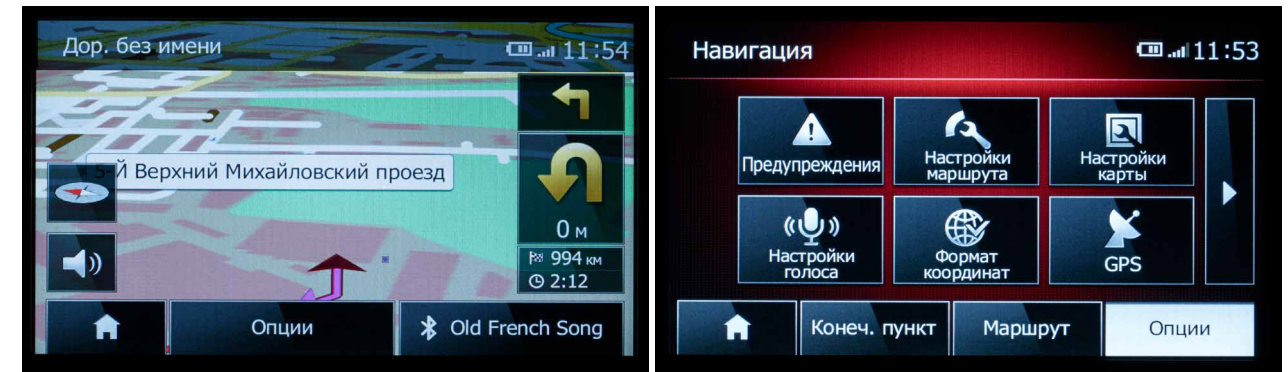 Дор. без имени
11:54
5-Й Верхний Михайловский проезд
0 м
994 км
2:12
Опции
Old French Song
Навигация
11:53
Предупреждения
Настройки
маршрута
Настройки
карты
Настройки
голоса
Формат
координат
GPS
Конеч. пункт
Маршрут
Опции